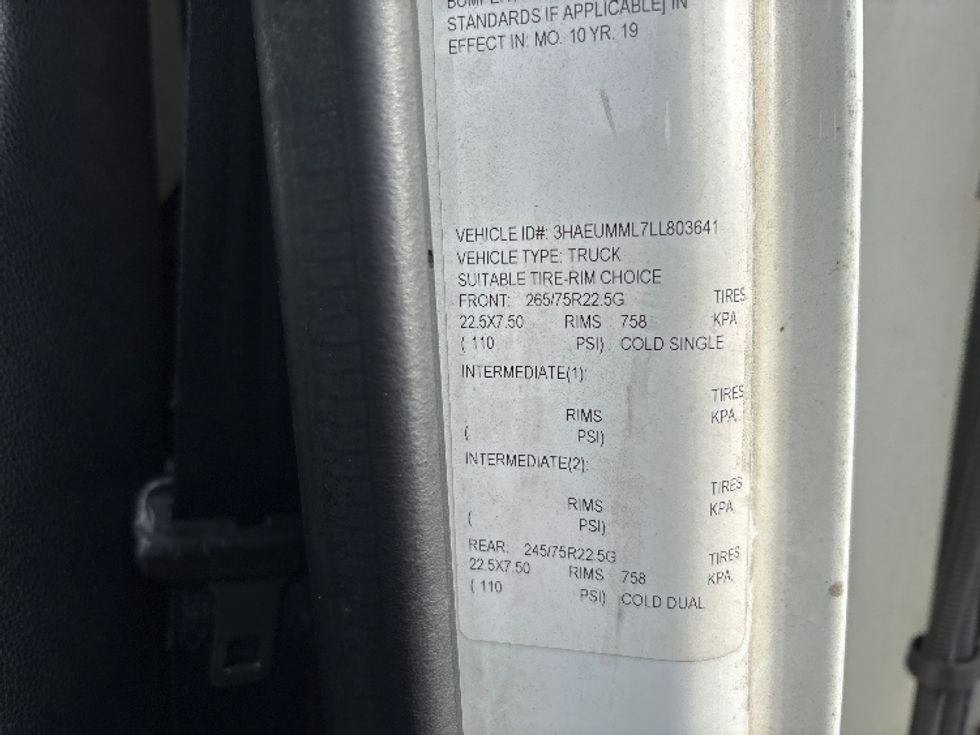 STANDARDS IF APPLICABLE] IN
EFFECT IN: MO. 10 YR. 19
VEHICLE ID#: 3HAEUMML7LL803641
VEHICLE TYPE: TRUCK
SUITABLE TIRE-RIM CHOICE
FRONT: 265/75R22.5G TIRES
22.5X7.50 RIMS 758 KPA
( 110 PSI) COLD SINGLE
INTERMEDIATE(1):
TIRES
RIMS KPA
( PSI)
INTERMEDIATE(2):
TIRES
RIMS KPA
( PSI)
REAR: 245/75R22.5G TIRES
22.5X7.50 RIMS 758 KPA
( 110 PSI) COLD DUAL